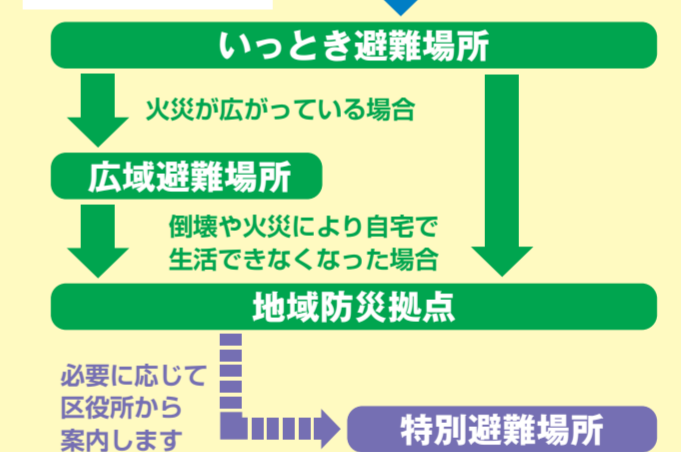 いっとき避難場所
火災が広がっている場合
広域避難場所
倒壊や火災により自宅で
生活できなくなった場合
地域防災拠点
必要に応じて
区役所から
案内します
特別避難場所